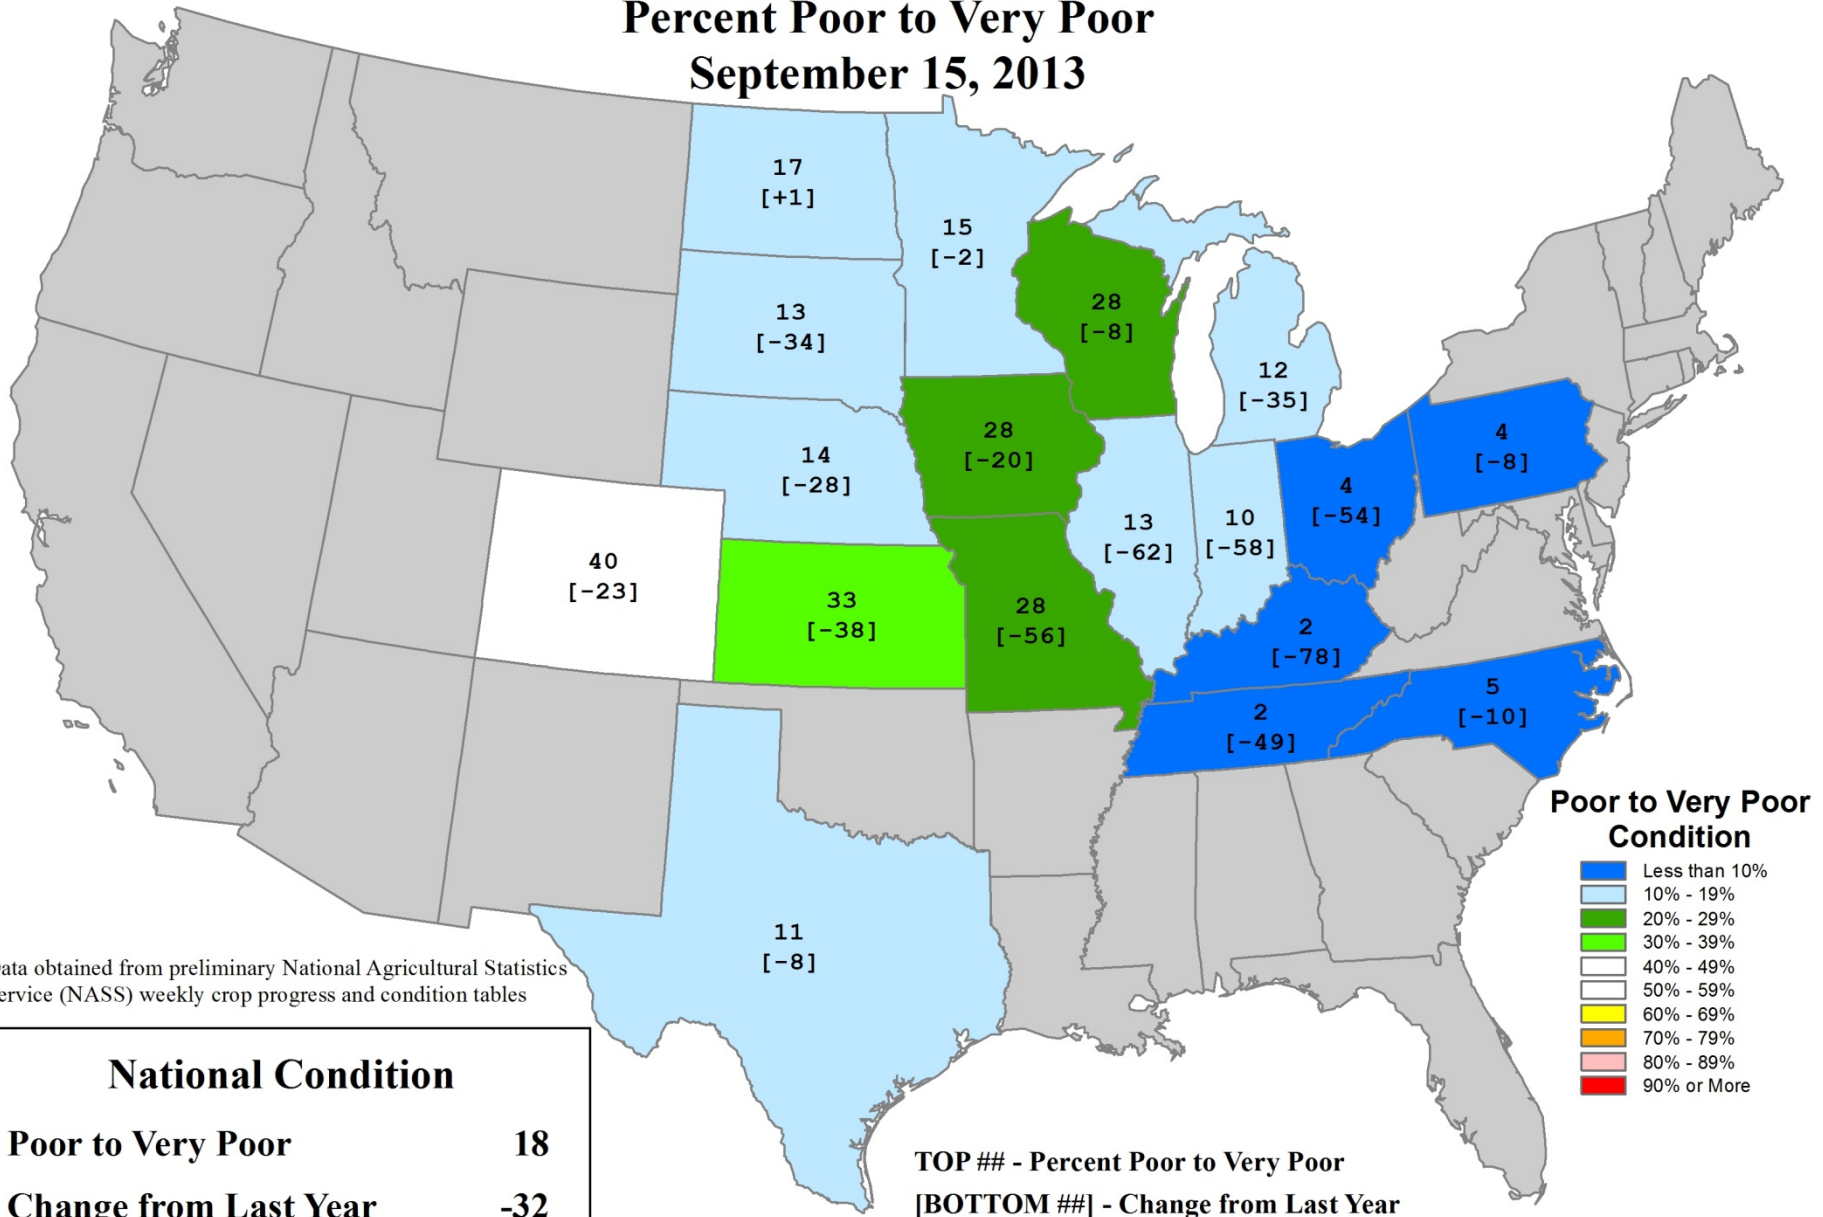 Percent Poor to Very Poor
September 15, 2013
17
[+1]
15
[-2]
13
[-34]
28
[-8]
12
[-35]
14
[-28]
28
[-20]
4
[-8]
4
[-54]
13
[-62]
10
[-58]
40
[-23]
33
[-38]
28
[-56]
2
[-78]
2
[-49]
5
[-10]
11
[-8]
Poor to Very Poor
Condition
Less than 10%
10% - 19%
20% - 29%
30% - 39%
40% - 49%
50% - 59%
60% - 69%
70% - 79%
80% - 89%
90% or More
ata obtained from preliminary National Agricultural Statistics
ervice (NASS) weekly crop progress and condition tables
National Condition
Poor to Very Poor 18
Change from Last Year -32
TOP ## - Percent Poor to Very Poor
[BOTTOM ##] - Change from Last Year